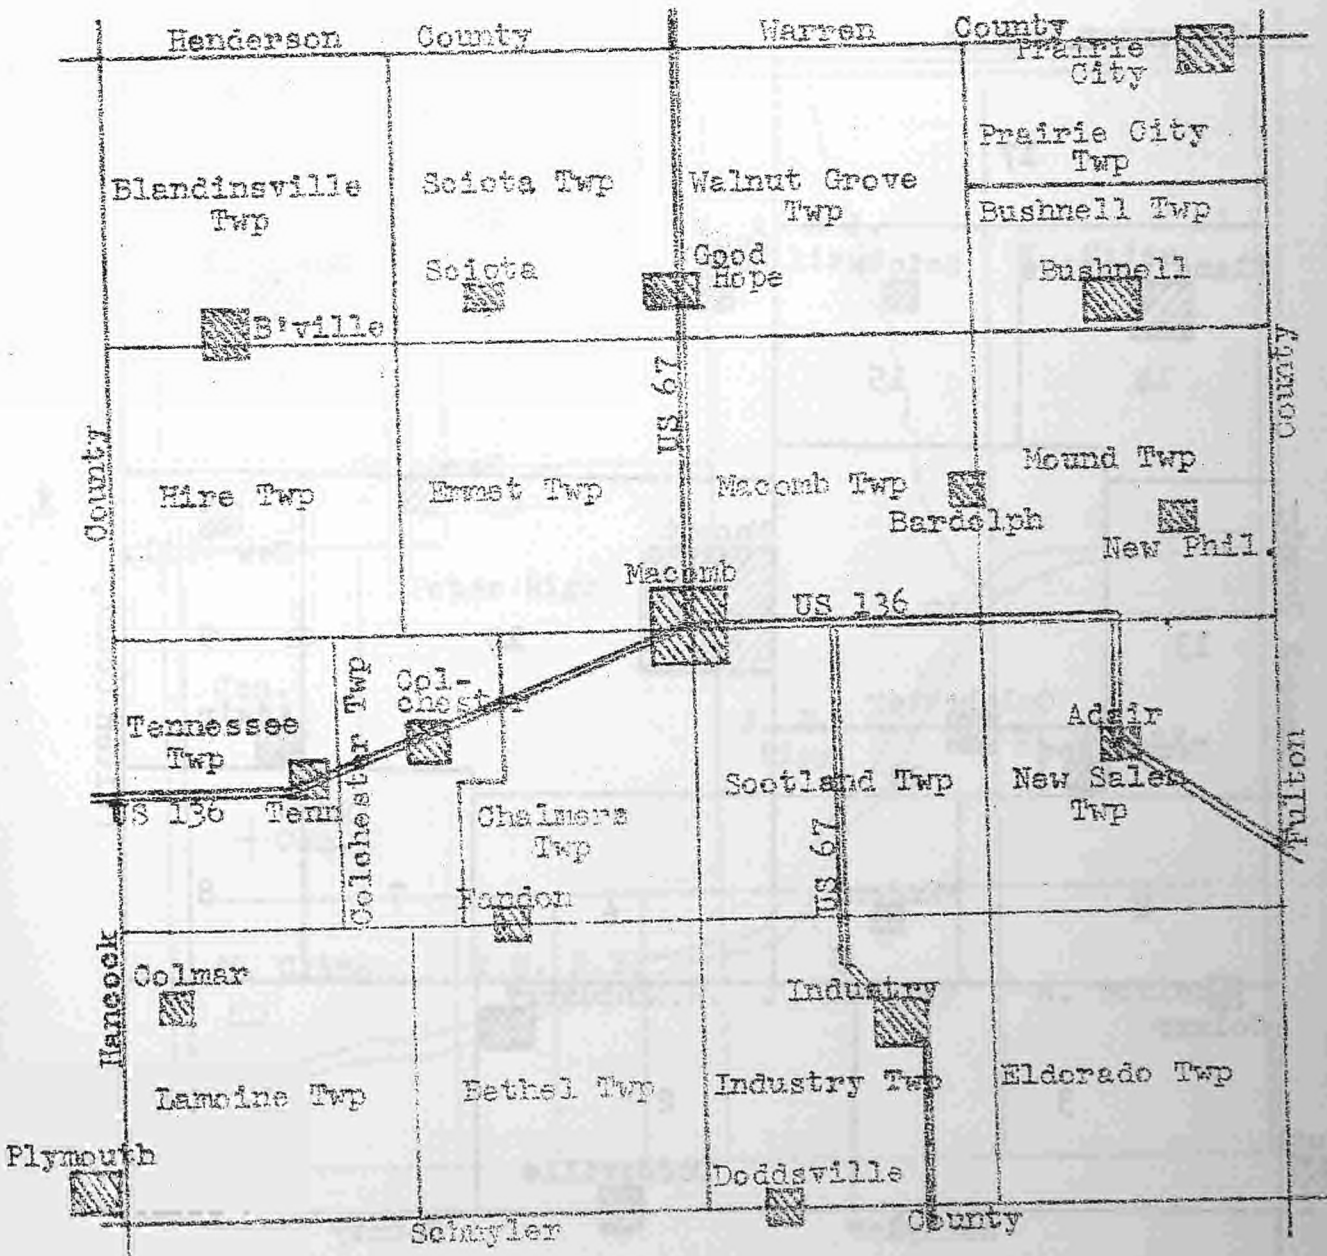 Henderson County Warren County
Prairie
City
Prairie City
Twp
Blandinsville
Twp
Sciota Twp
Walnut Grove
Twp
Bushnell Twp
Sciota
Good
Hope
Bushnell
B'ville
US 67
County
County
Hire Twp
Emmet Twp
Macomb Twp
Mound Twp
Bardolph
New Phil.
Macomb
US 136
Colchester Twp
Col-
chester
Tennessee
Twp
Adair
Scotland Twp
New Salem
Twp
US 136 Tenn
Chalmers
Twp
US 67
Fulton
Fandon
Hancock
Colmar
Industry
Lamoine Twp
Bethel Twp
Industry Twp
Eldorado Twp
Plymouth
Doddsville
Schuyler County